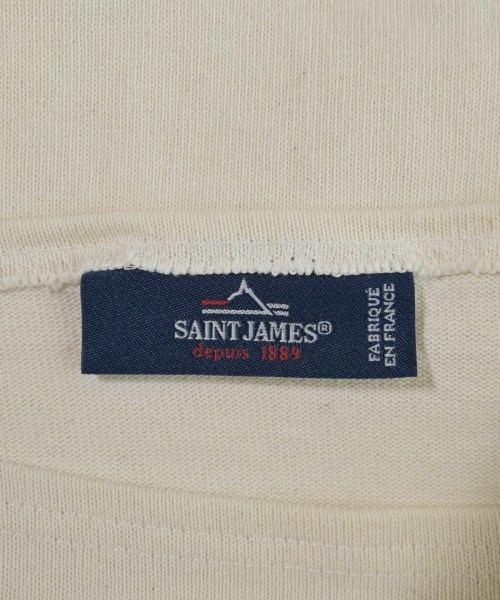 SAINT JAMES®
depuis 1889
FABRIQUÉ
EN FRANCE